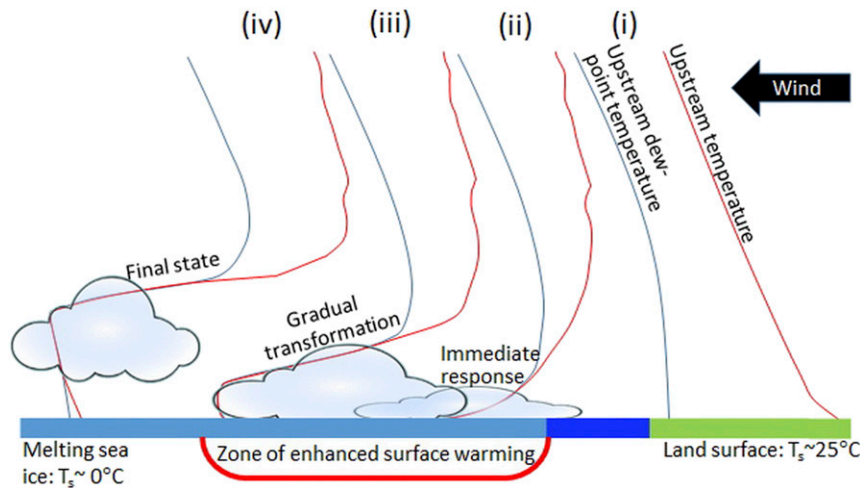 (iv)
(iii)
(ii)
(i)
Upstream dew-
point temperature
Upstream temperature
Wind
Final state
Gradual
transformation
Immediate
response
Melting sea
ice: Ts~ 0°C
Zone of enhanced surface warming
Land surface: Ts~25°C